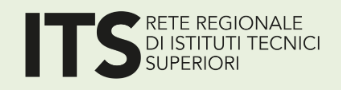 ITS
RETE REGIONALE
DI ISTITUTI TECNICI
SUPERIORI